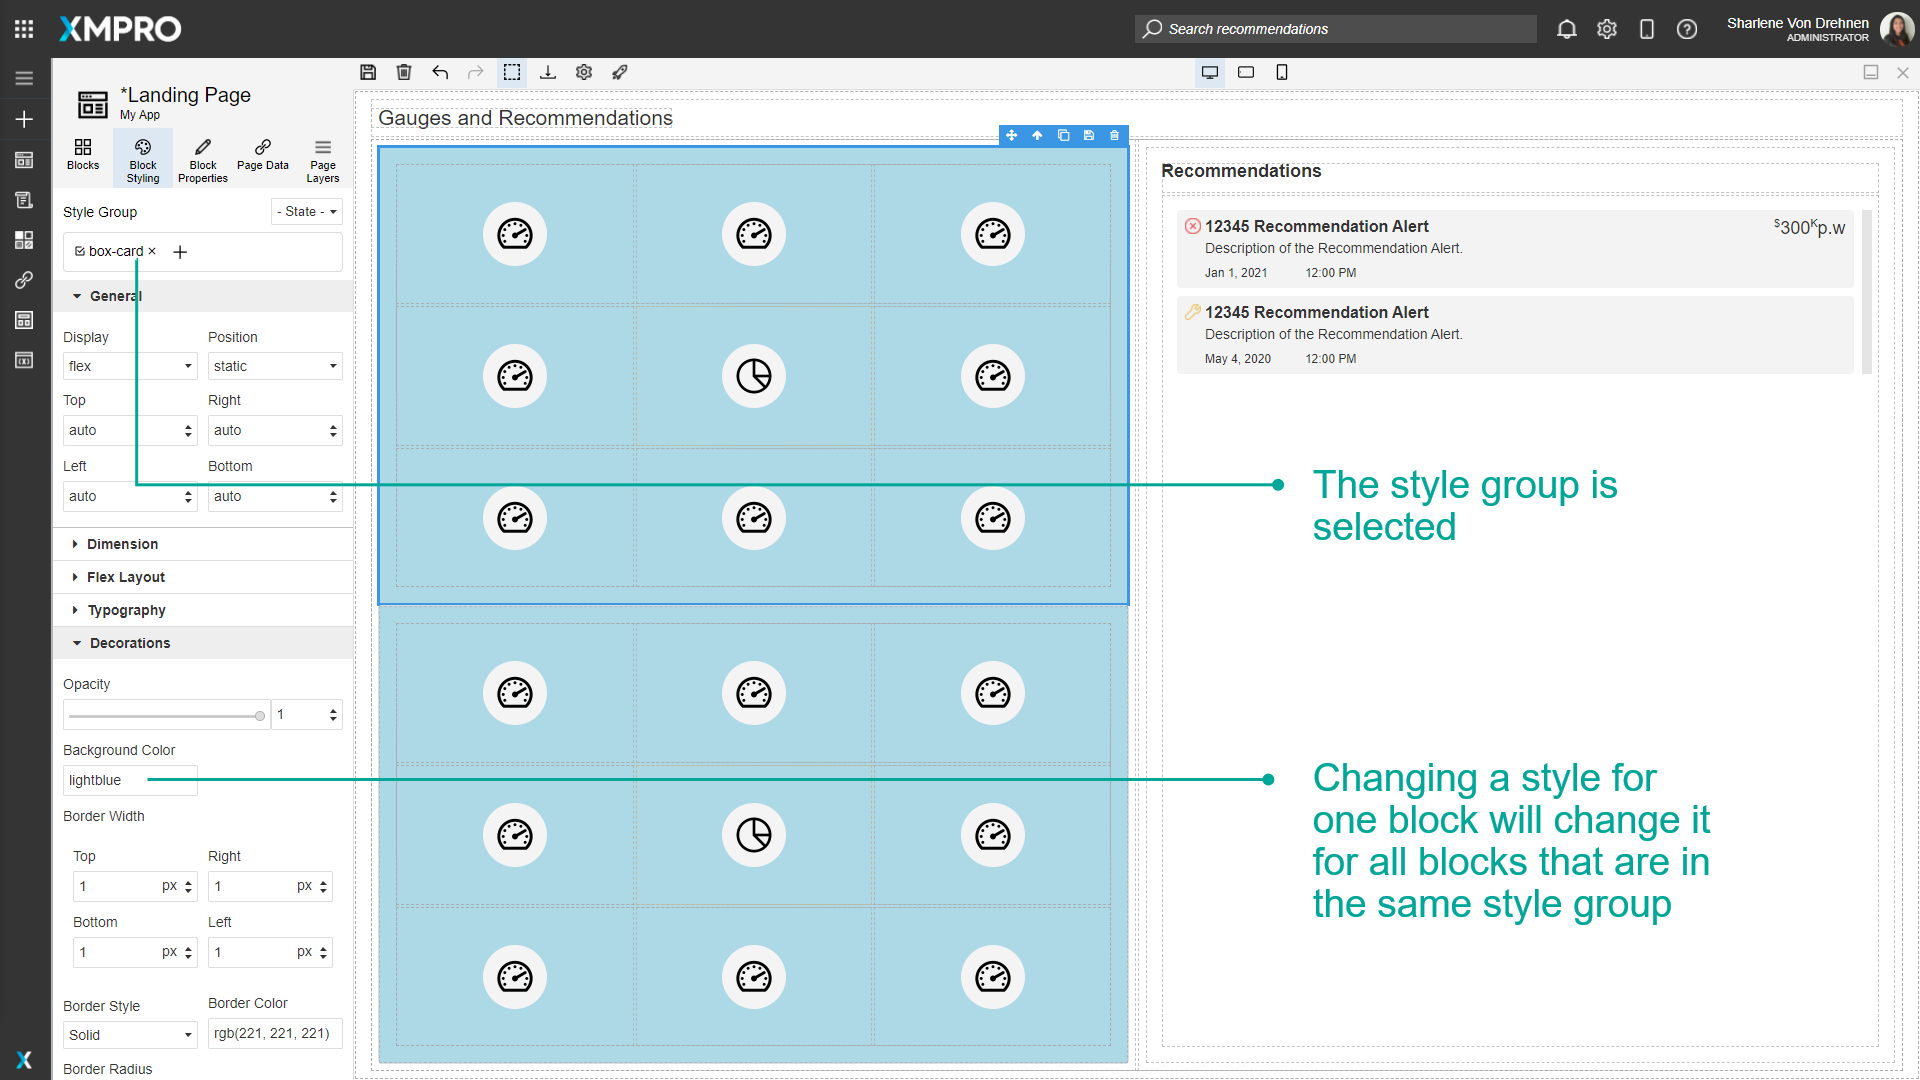 XMPRO
Search recommendations
Sharlene Von Drehnen
ADMINISTRATOR
*Landing Page
My App
Blocks
Block
Styling
Block
Properties
Page Data
Page
Layers
Style Group
- State -
box-card ×
General
Display
Position
flex
static
Top
Right
auto
auto
Left
Bottom
auto
auto
Dimension
Flex Layout
Typography
Decorations
Opacity
1
Background Color
lightblue
Border Width
Top
Right
1 px
1 px
Bottom
Left
1 px
1 px
Border Style
Border Color
Solid
rgb(221, 221, 221)
Border Radius
Gauges and Recommendations
Recommendations
12345 Recommendation Alert
$300Kp.w
Description of the Recommendation Alert.
Jan 1, 2021 12:00 PM
12345 Recommendation Alert
Description of the Recommendation Alert.
May 4, 2020 12:00 PM
The style group is
selected
Changing a style for
one block will change it
for all blocks that are in
the same style group